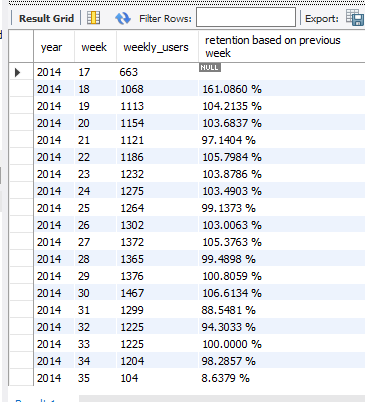 Result Grid Filter Rows: Export:
year week weekly_users retention based on previous week
2014 17 663 NULL
2014 18 1068 161.0860 %
2014 19 1113 104.2135 %
2014 20 1154 103.6837 %
2014 21 1121 97.1404 %
2014 22 1186 105.7984 %
2014 23 1232 103.8786 %
2014 24 1275 103.4903 %
2014 25 1264 99.1373 %
2014 26 1302 103.0063 %
2014 27 1372 105.3763 %
2014 28 1365 99.4898 %
2014 29 1376 100.8059 %
2014 30 1467 106.6134 %
2014 31 1299 88.5481 %
2014 32 1225 94.3033 %
2014 33 1225 100.0000 %
2014 34 1204 98.2857 %
2014 35 104 8.6379 %